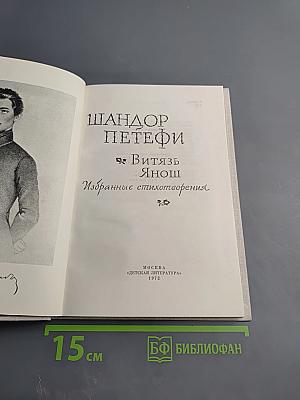 ШАНДОР
ПЕТЕФИ
Витязь
Янош
Избранные стихотворения
МОСКВА
«ДЕТСКАЯ ЛИТЕРАТУРА»
1972
15 см
БФ БИБЛИОФАН